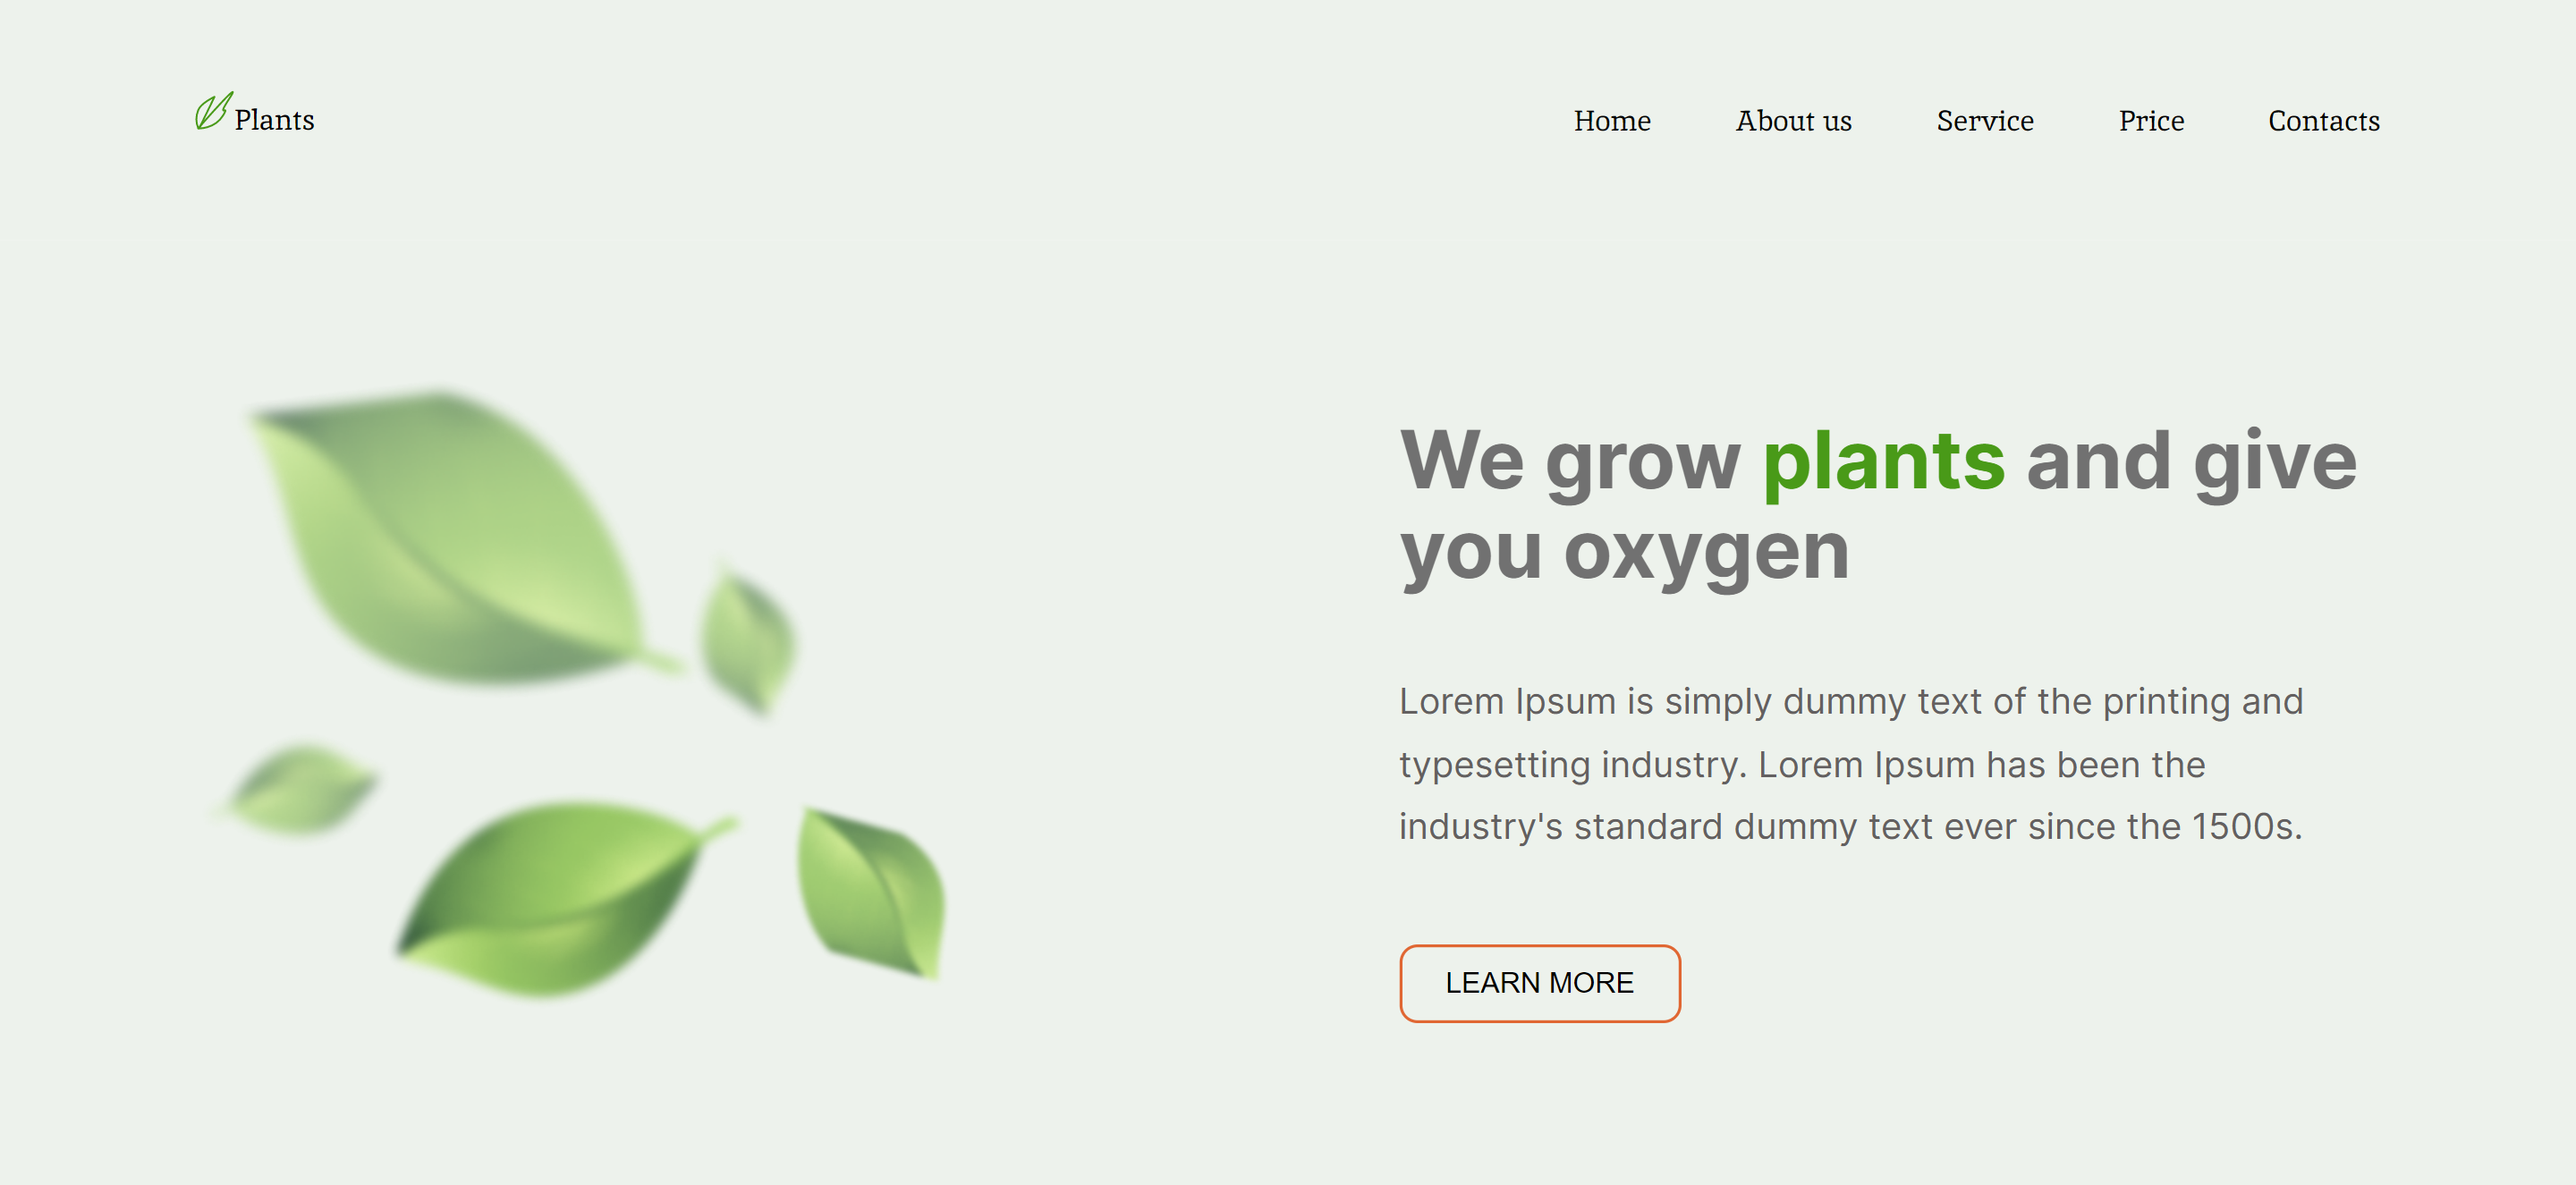 Plants
Home About us Service Price Contacts
We grow plants and give
you oxygen
Lorem Ipsum is simply dummy text of the printing and
typesetting industry. Lorem Ipsum has been the
industry's standard dummy text ever since the 1500s.
LEARN MORE